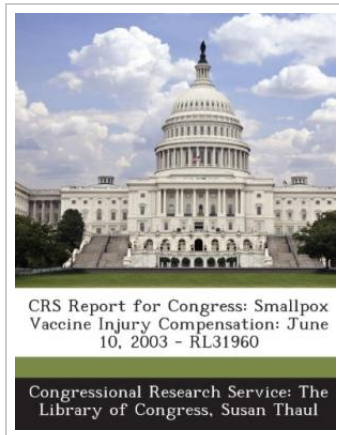 CRS Report for Congress: Smallpox
Vaccine Injury Compensation: June
10, 2003 - RL31960
Congressional Research Service: The
Library of Congress, Susan Thaul